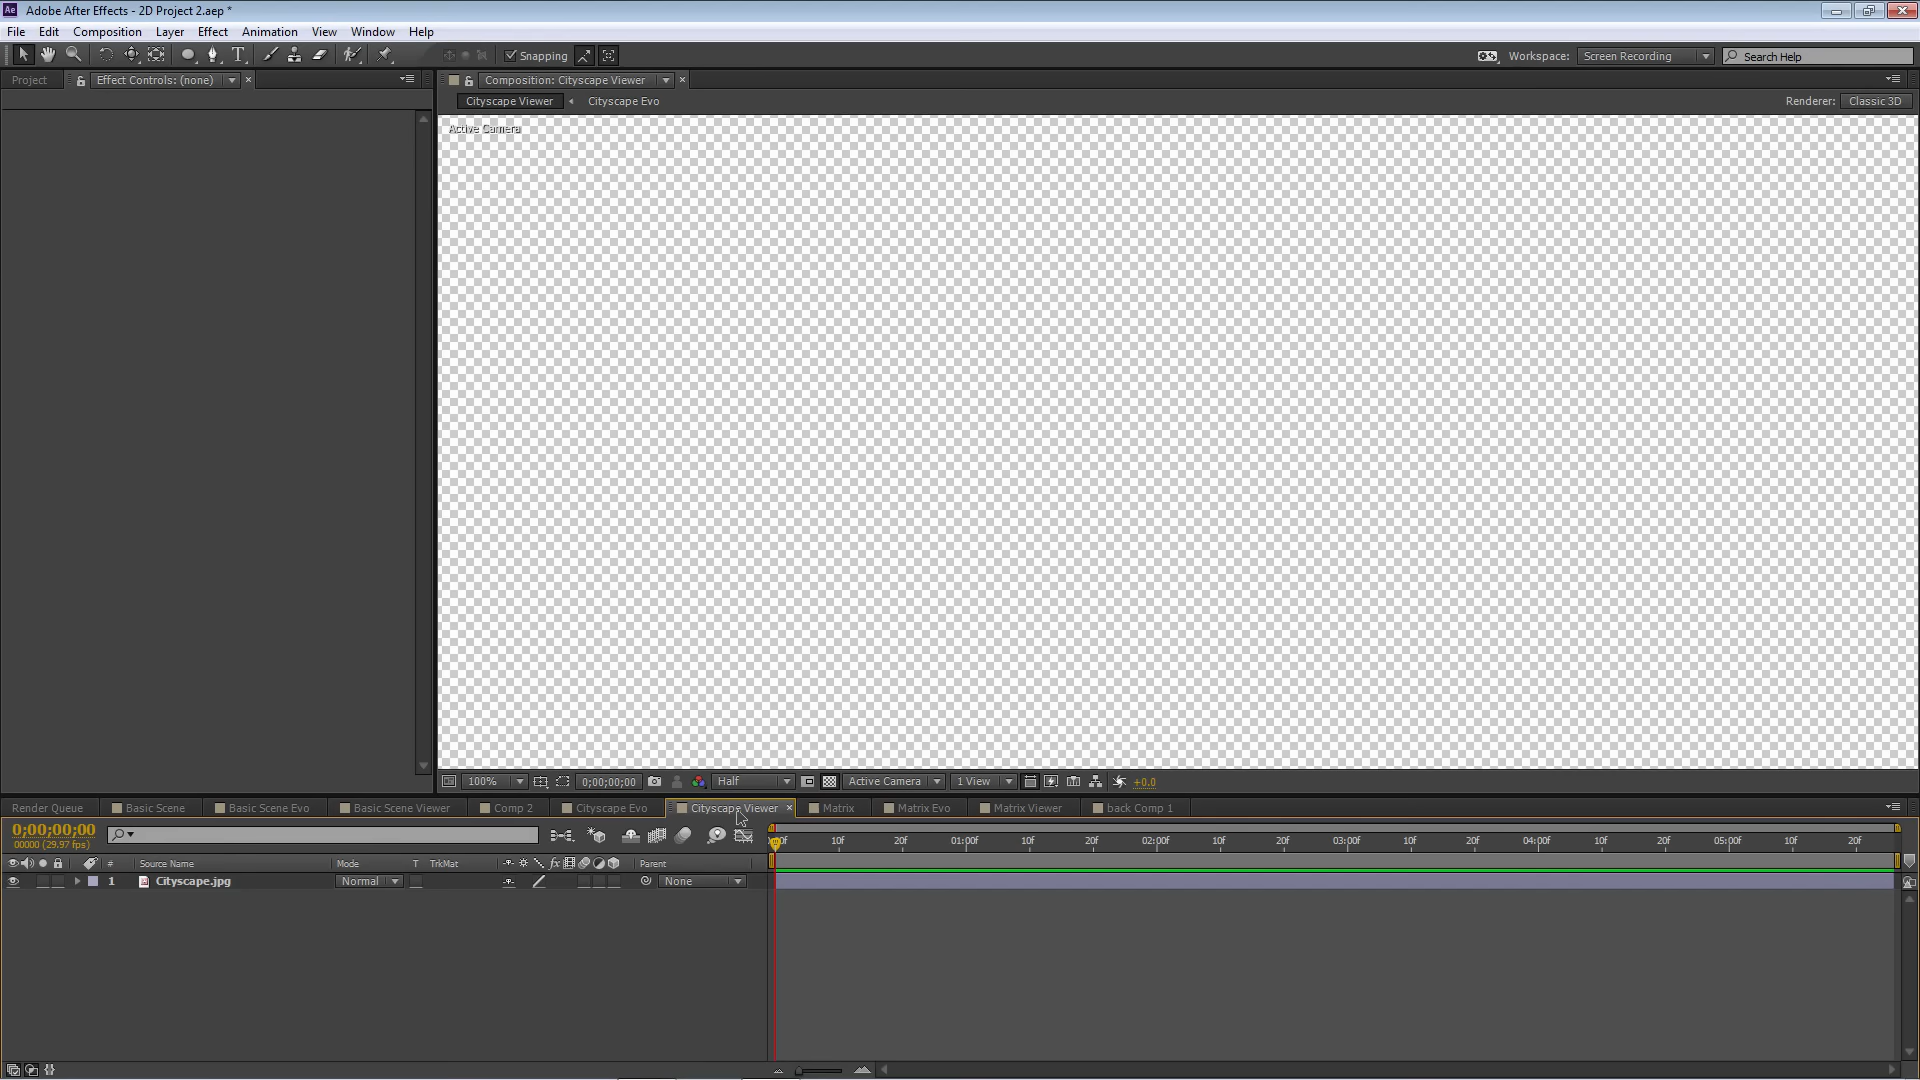 Adobe After Effects - 2D Project 2.aep *
File Edit Composition Layer Effect Animation View Window Help
Snapping
Workspace: Screen Recording Search Help
Project Effect Controls: (none) Composition: Cityscape Viewer
Cityscape Viewer Cityscape Evo Renderer: Classic 3D
Active Camera
100% 0;00;00;00 Half Active Camera 1 View +0.0
Render Queue Basic Scene Basic Scene Evo Basic Scene Viewer Comp 2 Cityscape Evo Cityscape Viewer Matrix Matrix Evo Matrix Viewer back Comp 1
0;00;00;00
00000 (29.97 fps)
10f 20f 01:00f 10f 20f 02:00f 10f 20f 03:00f 10f 20f 04:00f 10f 20f 05:00f 10f 20f
# Source Name Mode T TrkMat fx Parent
1 Cityscape.jpg Normal None